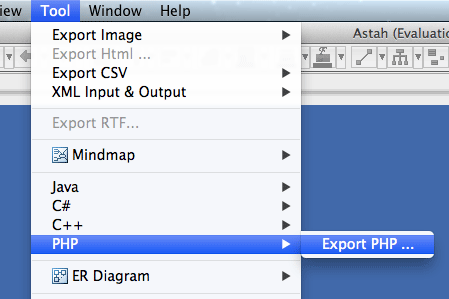 iew Tool Window Help
Astah (Evaluatio
Export Image
Export Html ...
Export CSV
XML Input & Output
Export RTF...
Mindmap
Java
C#
C++
PHP
Export PHP ...
ER Diagram